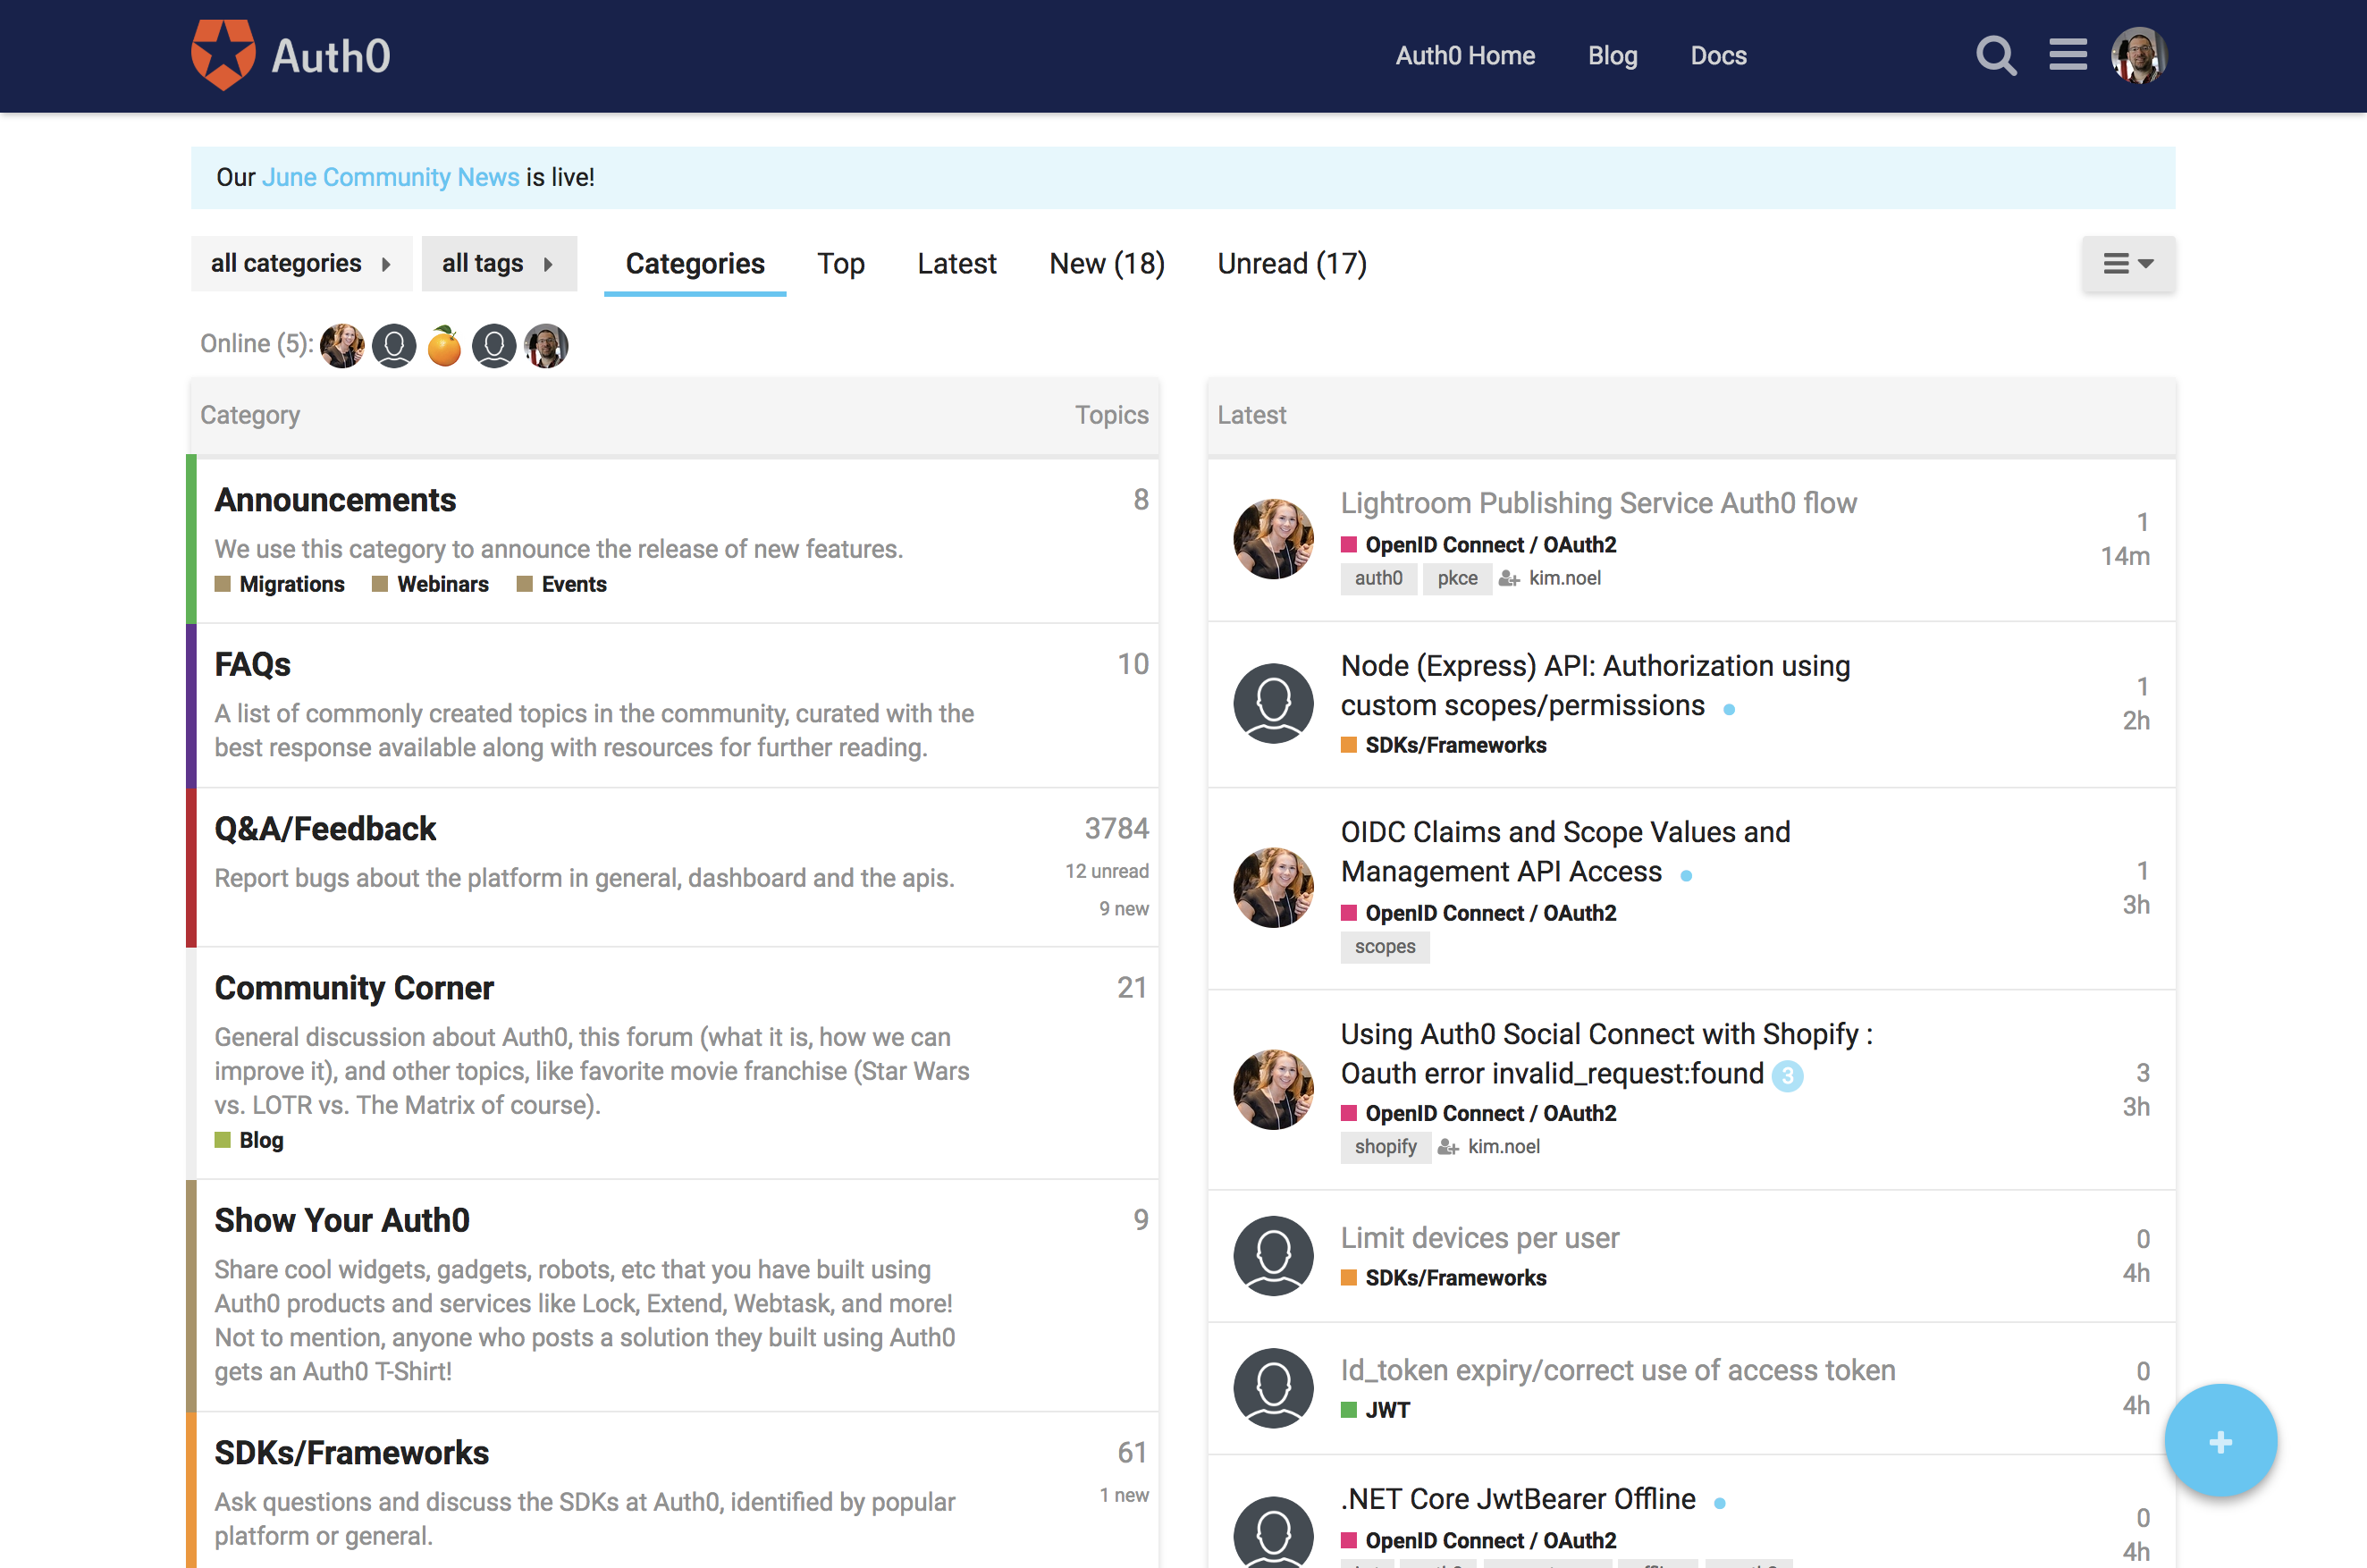 Auth0
Auth0 Home
Blog
Docs
Our June Community News is live!
all categories
all tags
Categories
Top
Latest
New (18)
Unread (17)
Online (5):
Category
Topics
Announcements
8
We use this category to announce the release of new features.
Migrations
Webinars
Events
FAQs
10
A list of commonly created topics in the community, curated with the
best response available along with resources for further reading.
Q&A/Feedback
3784
Report bugs about the platform in general, dashboard and the apis.
12 unread
9 new
Community Corner
21
General discussion about Auth0, this forum (what it is, how we can
improve it), and other topics, like favorite movie franchise (Star Wars
vs. LOTR vs. The Matrix of course).
Blog
Show Your Auth0
9
Share cool widgets, gadgets, robots, etc that you have built using
Auth0 products and services like Lock, Extend, Webtask, and more!
Not to mention, anyone who posts a solution they built using Auth0
gets an Auth0 T-Shirt!
SDKs/Frameworks
61
Ask questions and discuss the SDKs at Auth0, identified by popular
platform or general.
1 new
Latest
Lightroom Publishing Service Auth0 flow
OpenID Connect / OAuth2
auth0
pkce
kim.noel
1
14m
Node (Express) API: Authorization using
custom scopes/permissions
SDKs/Frameworks
1
2h
OIDC Claims and Scope Values and
Management API Access
OpenID Connect / OAuth2
scopes
1
3h
Using Auth0 Social Connect with Shopify :
Oauth error invalid_request:found 3
OpenID Connect / OAuth2
shopify
kim.noel
3
3h
Limit devices per user
SDKs/Frameworks
0
4h
Id_token expiry/correct use of access token
JWT
0
4h
.NET Core JwtBearer Offline
OpenID Connect / OAuth2
0
4h